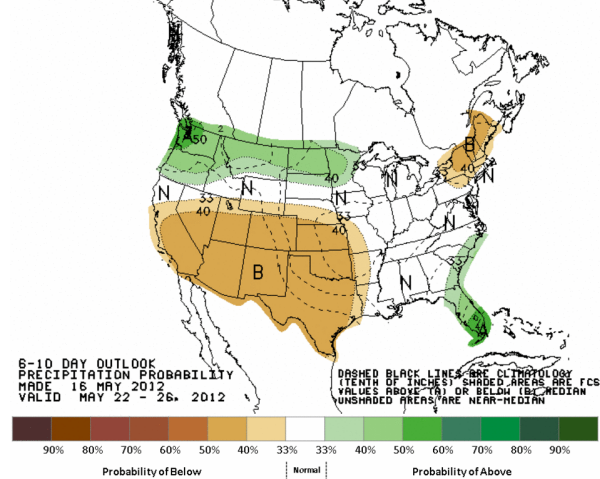 N
A
50
2
33
40
N
N
N
33
40
33
40
B
N
33
N
33
40
B
N
N
33
A
6-10 DAY OUTLOOK
PRECIPITATION PROBABILITY
MADE 16 MAY 2012
VALID MAY 22 - 26, 2012
DASHED BLACK LINES ARE CLIMATOLOGY
(TENTH OF INCHES) SHADED AREAS ARE FCS
VALUES ABOVE (A) OR BELOW (B) MEDIAN
UNSHADED AREAS ARE NEAR-MEDIAN
90% 80% 70% 60% 50% 40% 33% 33% 40% 50% 60% 70% 80% 90%
Probability of Below Normal Probability of Above